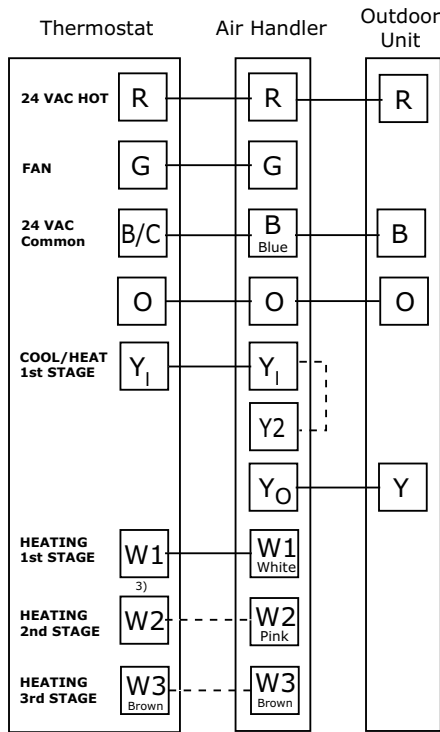 Thermostat Air Handler Outdoor Unit
24 VAC HOT R R R
FAN G G
24 VAC Common B/C B Blue B
O O O
COOL/HEAT 1st STAGE YI YI
Y2
YO Y
HEATING 1st STAGE W1 W1 White
3)
HEATING 2nd STAGE W2 W2 Pink
HEATING 3rd STAGE W3 Brown W3 Brown